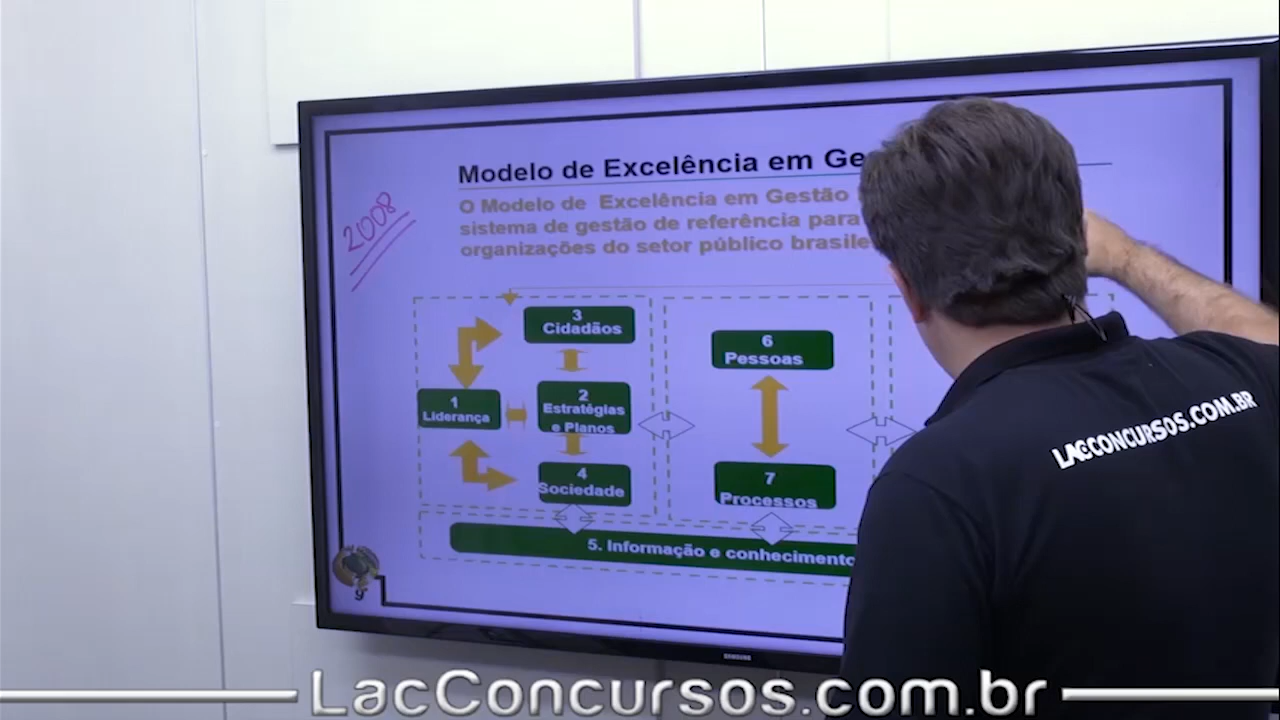 Modelo de Excelência em Ge
O Modelo de Excelência em Gestão
sistema de gestão de referência para
organizações do setor público brasile
2008
3
Cidadãos
6
Pessoas
1
Liderança
2
Estratégias
e Planos
4
Sociedade
7
Processos
5. Informação e conhecimento
9
SAMSUNG
LACCONCURSOS.COM.BR
LacConcursos.com.br